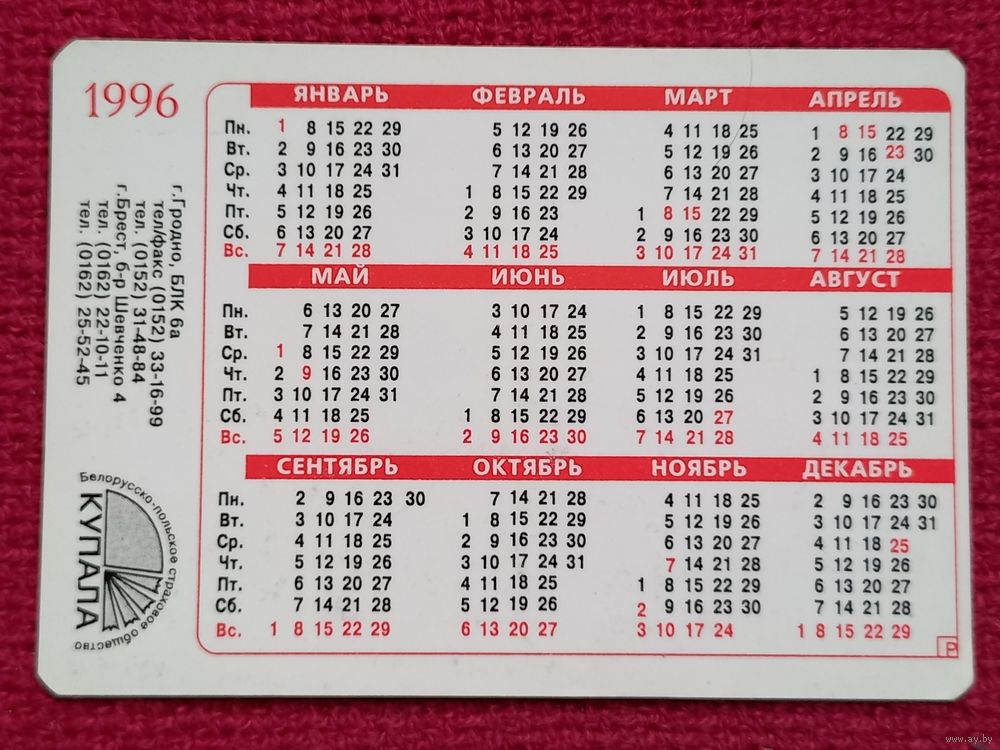 1996
ЯНВАРЬ ФЕВРАЛЬ МАРТ АПРЕЛЬ
Пн. 1 8 15 22 29 5 12 19 26 4 11 18 25 1 8 15 22 29
Вт. 2 9 16 23 30 6 13 20 27 5 12 19 26 2 9 16 23 30
Ср. 3 10 17 24 31 7 14 21 28 6 13 20 27 3 10 17 24
Чт. 4 11 18 25 1 8 15 22 29 7 14 21 28 4 11 18 25
Пт. 5 12 19 26 2 9 16 23 1 8 15 22 29 5 12 19 26
Сб. 6 13 20 27 3 10 17 24 2 9 16 23 30 6 13 20 27
Вс. 7 14 21 28 4 11 18 25 3 10 17 24 31 7 14 21 28
МАЙ ИЮНЬ ИЮЛЬ АВГУСТ
Пн. 6 13 20 27 3 10 17 24 1 8 15 22 29 5 12 19 26
Вт. 7 14 21 28 4 11 18 25 2 9 16 23 30 6 13 20 27
Ср. 1 8 15 22 29 5 12 19 26 3 10 17 24 31 7 14 21 28
Чт. 2 9 16 23 30 6 13 20 27 4 11 18 25 1 8 15 22 29
Пт. 3 10 17 24 31 7 14 21 28 5 12 19 26 2 9 16 23 30
Сб. 4 11 18 25 1 8 15 22 29 6 13 20 27 3 10 17 24 31
Вс. 5 12 19 26 2 9 16 23 30 7 14 21 28 4 11 18 25
СЕНТЯБРЬ ОКТЯБРЬ НОЯБРЬ ДЕКАБРЬ
Пн. 2 9 16 23 30 7 14 21 28 4 11 18 25 2 9 16 23 30
Вт. 3 10 17 24 1 8 15 22 29 5 12 19 26 3 10 17 24 31
Ср. 4 11 18 25 2 9 16 23 30 6 13 20 27 4 11 18 25
Чт. 5 12 19 26 3 10 17 24 31 7 14 21 28 5 12 19 26
Пт. 6 13 20 27 4 11 18 25 1 8 15 22 29 6 13 20 27
Сб. 7 14 21 28 5 12 19 26 2 9 16 23 30 7 14 21 28
Вс. 1 8 15 22 29 6 13 20 27 3 10 17 24 1 8 15 22 29
г.Гродно, БЛК 6а
тел/факс (0152) 33-16-99
тел. (0152) 31-48-84
г.Брест, б-р Шевченко 4
тел. (0162) 22-10-11
тел. (0162) 25-52-45
Белорусско-польское страховое общество
КУПАЛА
Р
www.ay.by